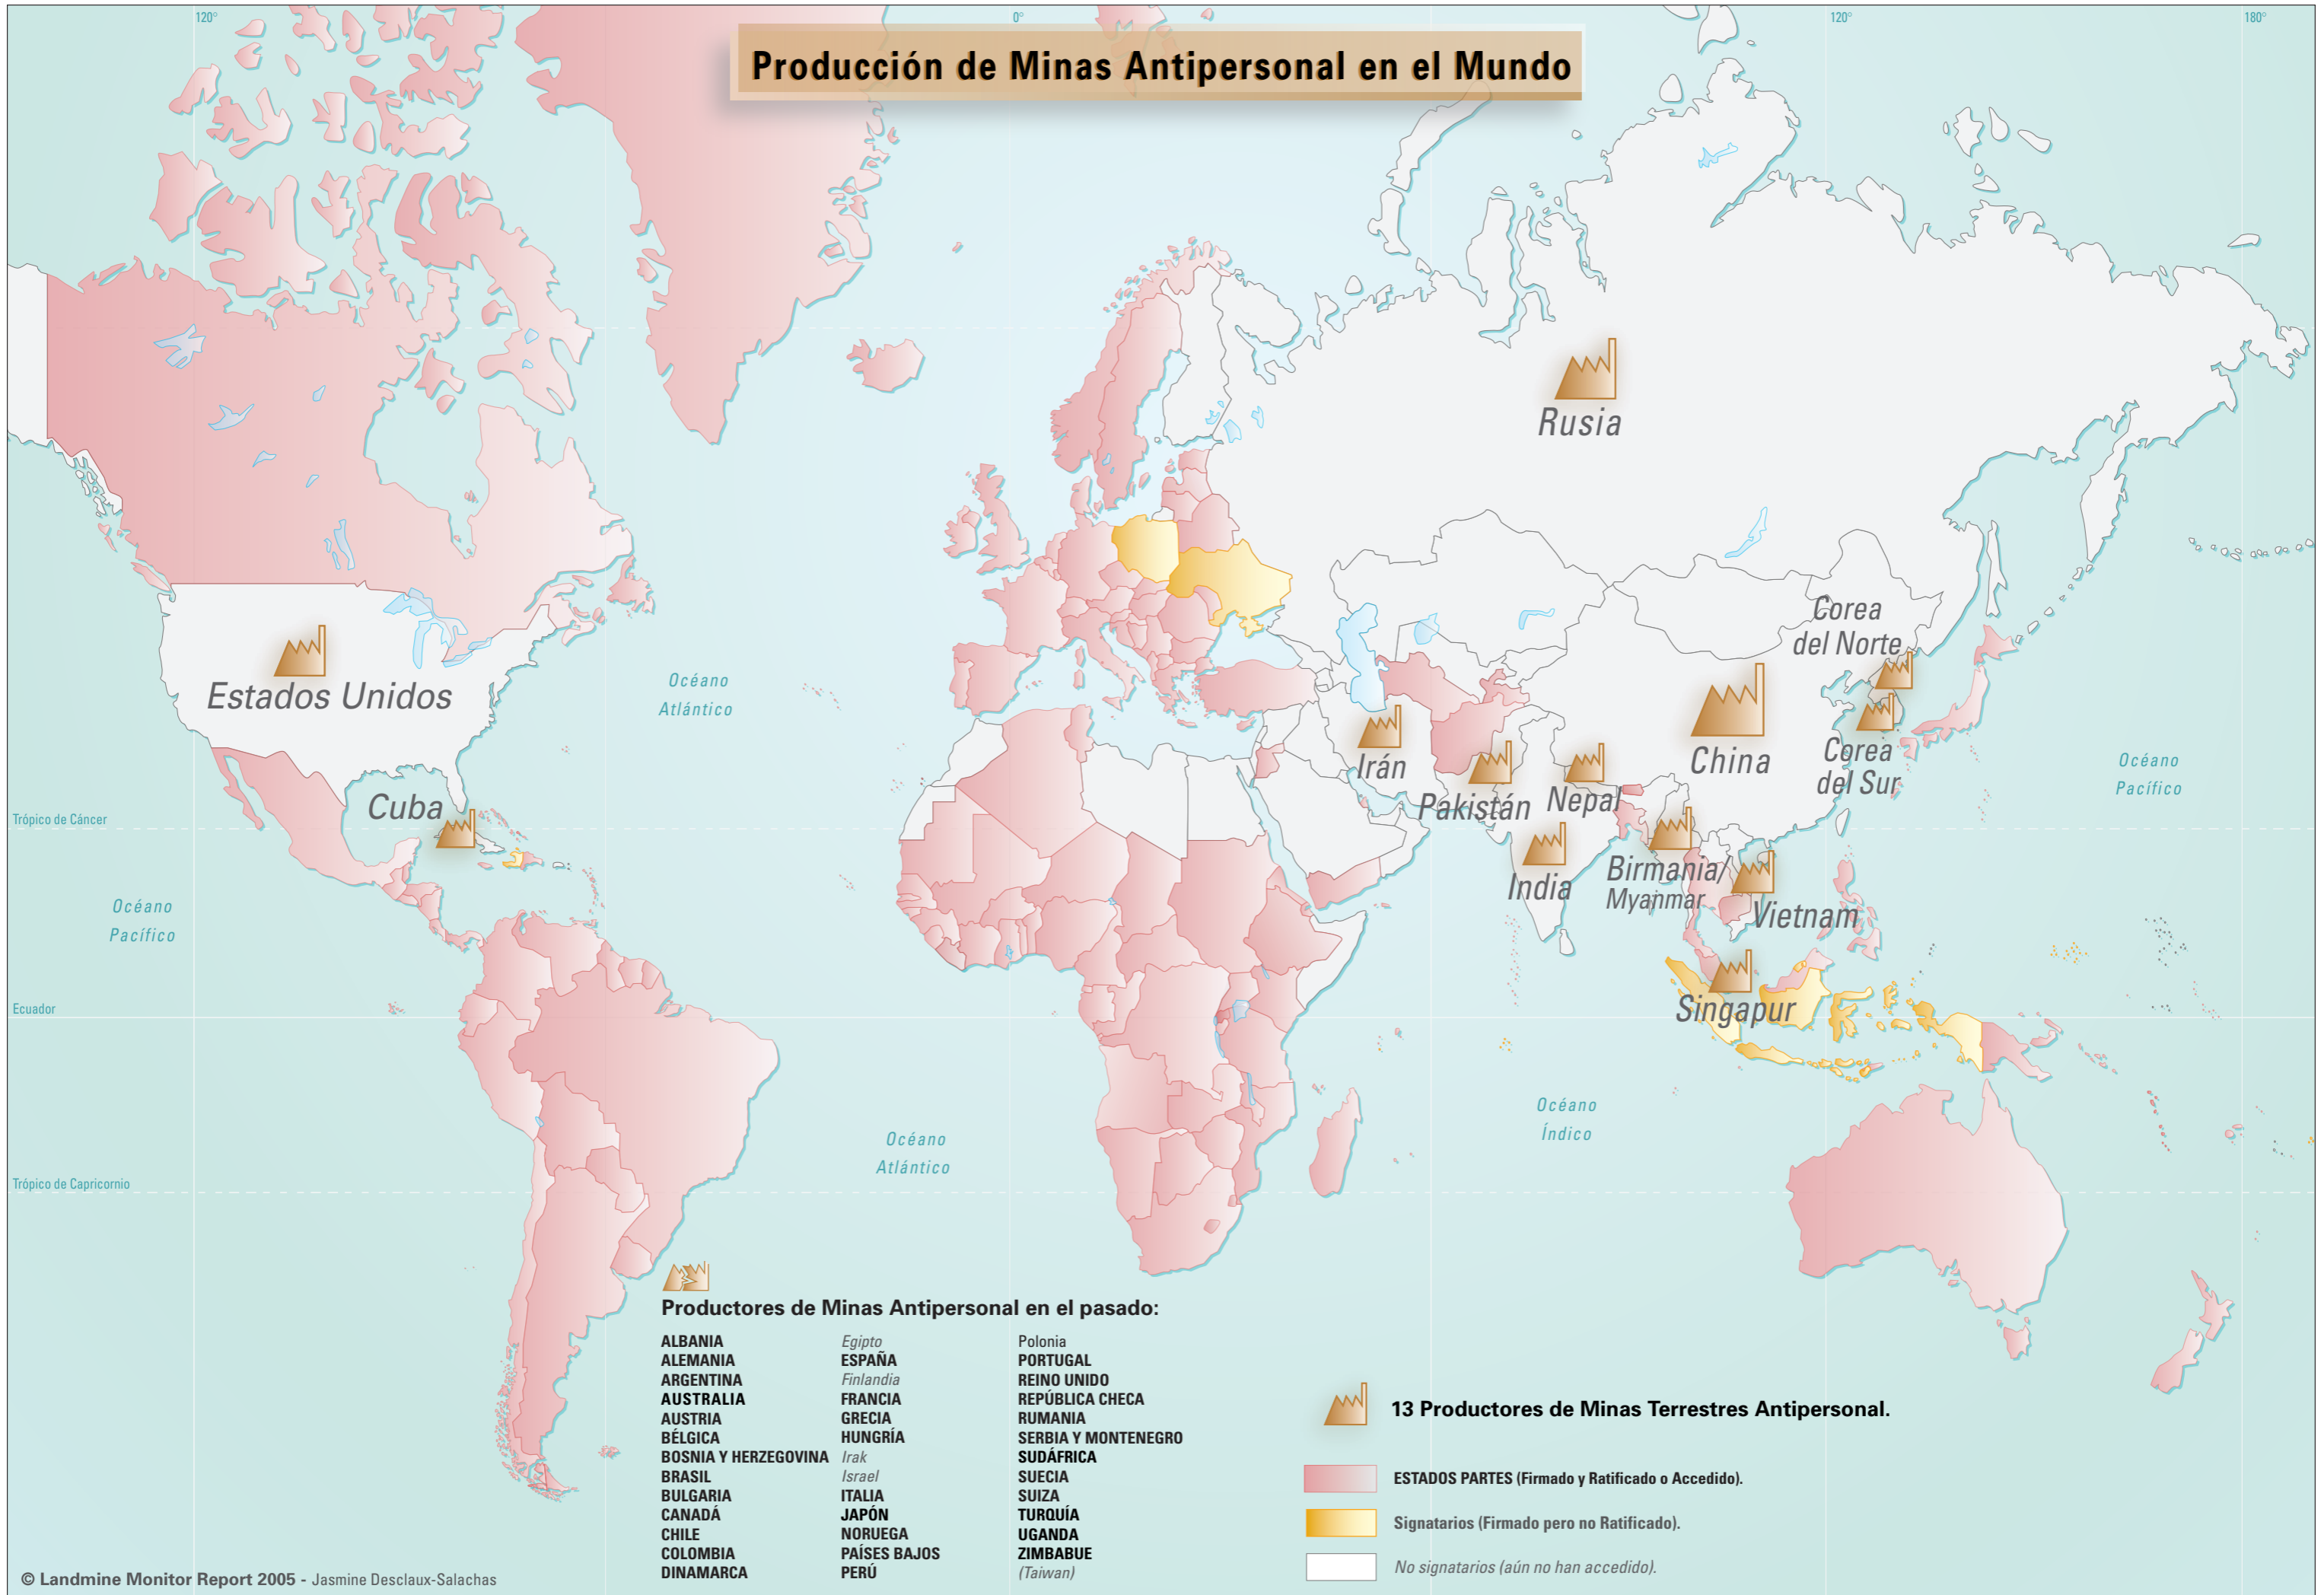 120°
0°
120°
180°
Producción de Minas Antipersonal en el Mundo
Rusia
Estados Unidos
Cuba
Corea
del Norte
Corea
del Sur
China
Irán
Pakistán
Nepal
India
Birmania/
Myanmar
Vietnam
Singapur
Océano
Atlántico
Océano
Pacífico
Trópico de Cáncer
Océano
Pacífico
Ecuador
Océano
Índico
Océano
Atlántico
Trópico de Capricornio
Productores de Minas Antipersonal en el pasado:
ALBANIA
ALEMANIA
ARGENTINA
AUSTRALIA
AUSTRIA
BÉLGICA
BOSNIA Y HERZEGOVINA
BRASIL
BULGARIA
CANADÁ
CHILE
COLOMBIA
DINAMARCA
Egipto
ESPAÑA
Finlandia
FRANCIA
GRECIA
HUNGRÍA
Irak
Israel
ITALIA
JAPÓN
NORUEGA
PAÍSES BAJOS
PERÚ
Polonia
PORTUGAL
REINO UNIDO
REPÚBLICA CHECA
RUMANIA
SERBIA Y MONTENEGRO
SUDÁFRICA
SUECIA
SUIZA
TURQUÍA
UGANDA
ZIMBABUE
(Taiwan)
13 Productores de Minas Terrestres Antipersonal.
ESTADOS PARTES (Firmado y Ratificado o Accedido).
Signatarios (Firmado pero no Ratificado).
No signatarios (aún no han accedido).
© Landmine Monitor Report 2005 - Jasmine Desclaux-Salachas